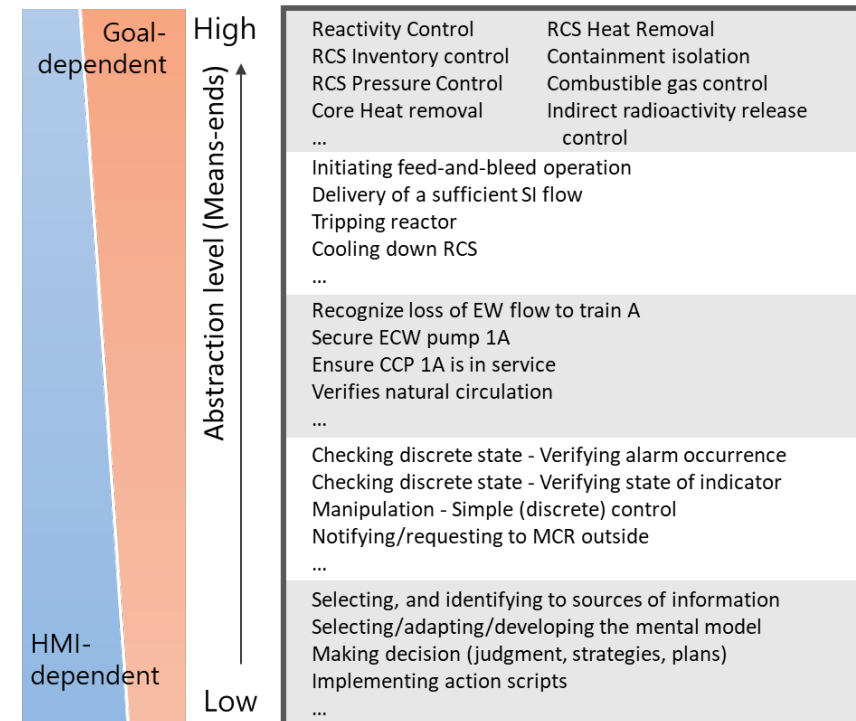 Goal-
dependent
High
Abstraction level (Means-ends)
HMI-
dependent
Low
Reactivity Control
RCS Inventory control
RCS Pressure Control
Core Heat removal
...
RCS Heat Removal
Containment isolation
Combustible gas control
Indirect radioactivity release
control
Initiating feed-and-bleed operation
Delivery of a sufficient SI flow
Tripping reactor
Cooling down RCS
...
Recognize loss of EW flow to train A
Secure ECW pump 1A
Ensure CCP 1A is in service
Verifies natural circulation
...
Checking discrete state - Verifying alarm occurrence
Checking discrete state - Verifying state of indicator
Manipulation - Simple (discrete) control
Notifying/requesting to MCR outside
...
Selecting, and identifying to sources of information
Selecting/adapting/developing the mental model
Making decision (judgment, strategies, plans)
Implementing action scripts
...